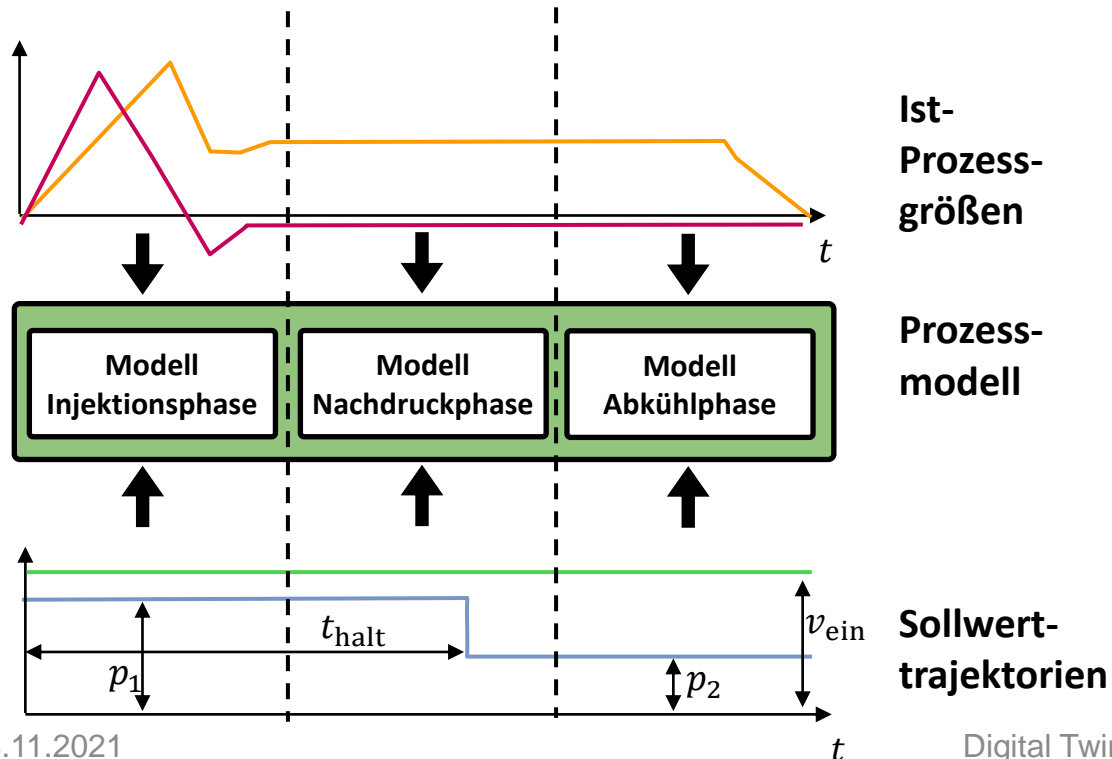 Ist-
Prozess-
größen
t
Modell
Injektionsphase
Modell
Nachdruckphase
Modell
Abkühlphase
Prozess-
modell
t_halt
p_1
p_2
v_ein
Sollwert-
trajektorien
t
.11.2021
Digital Twin